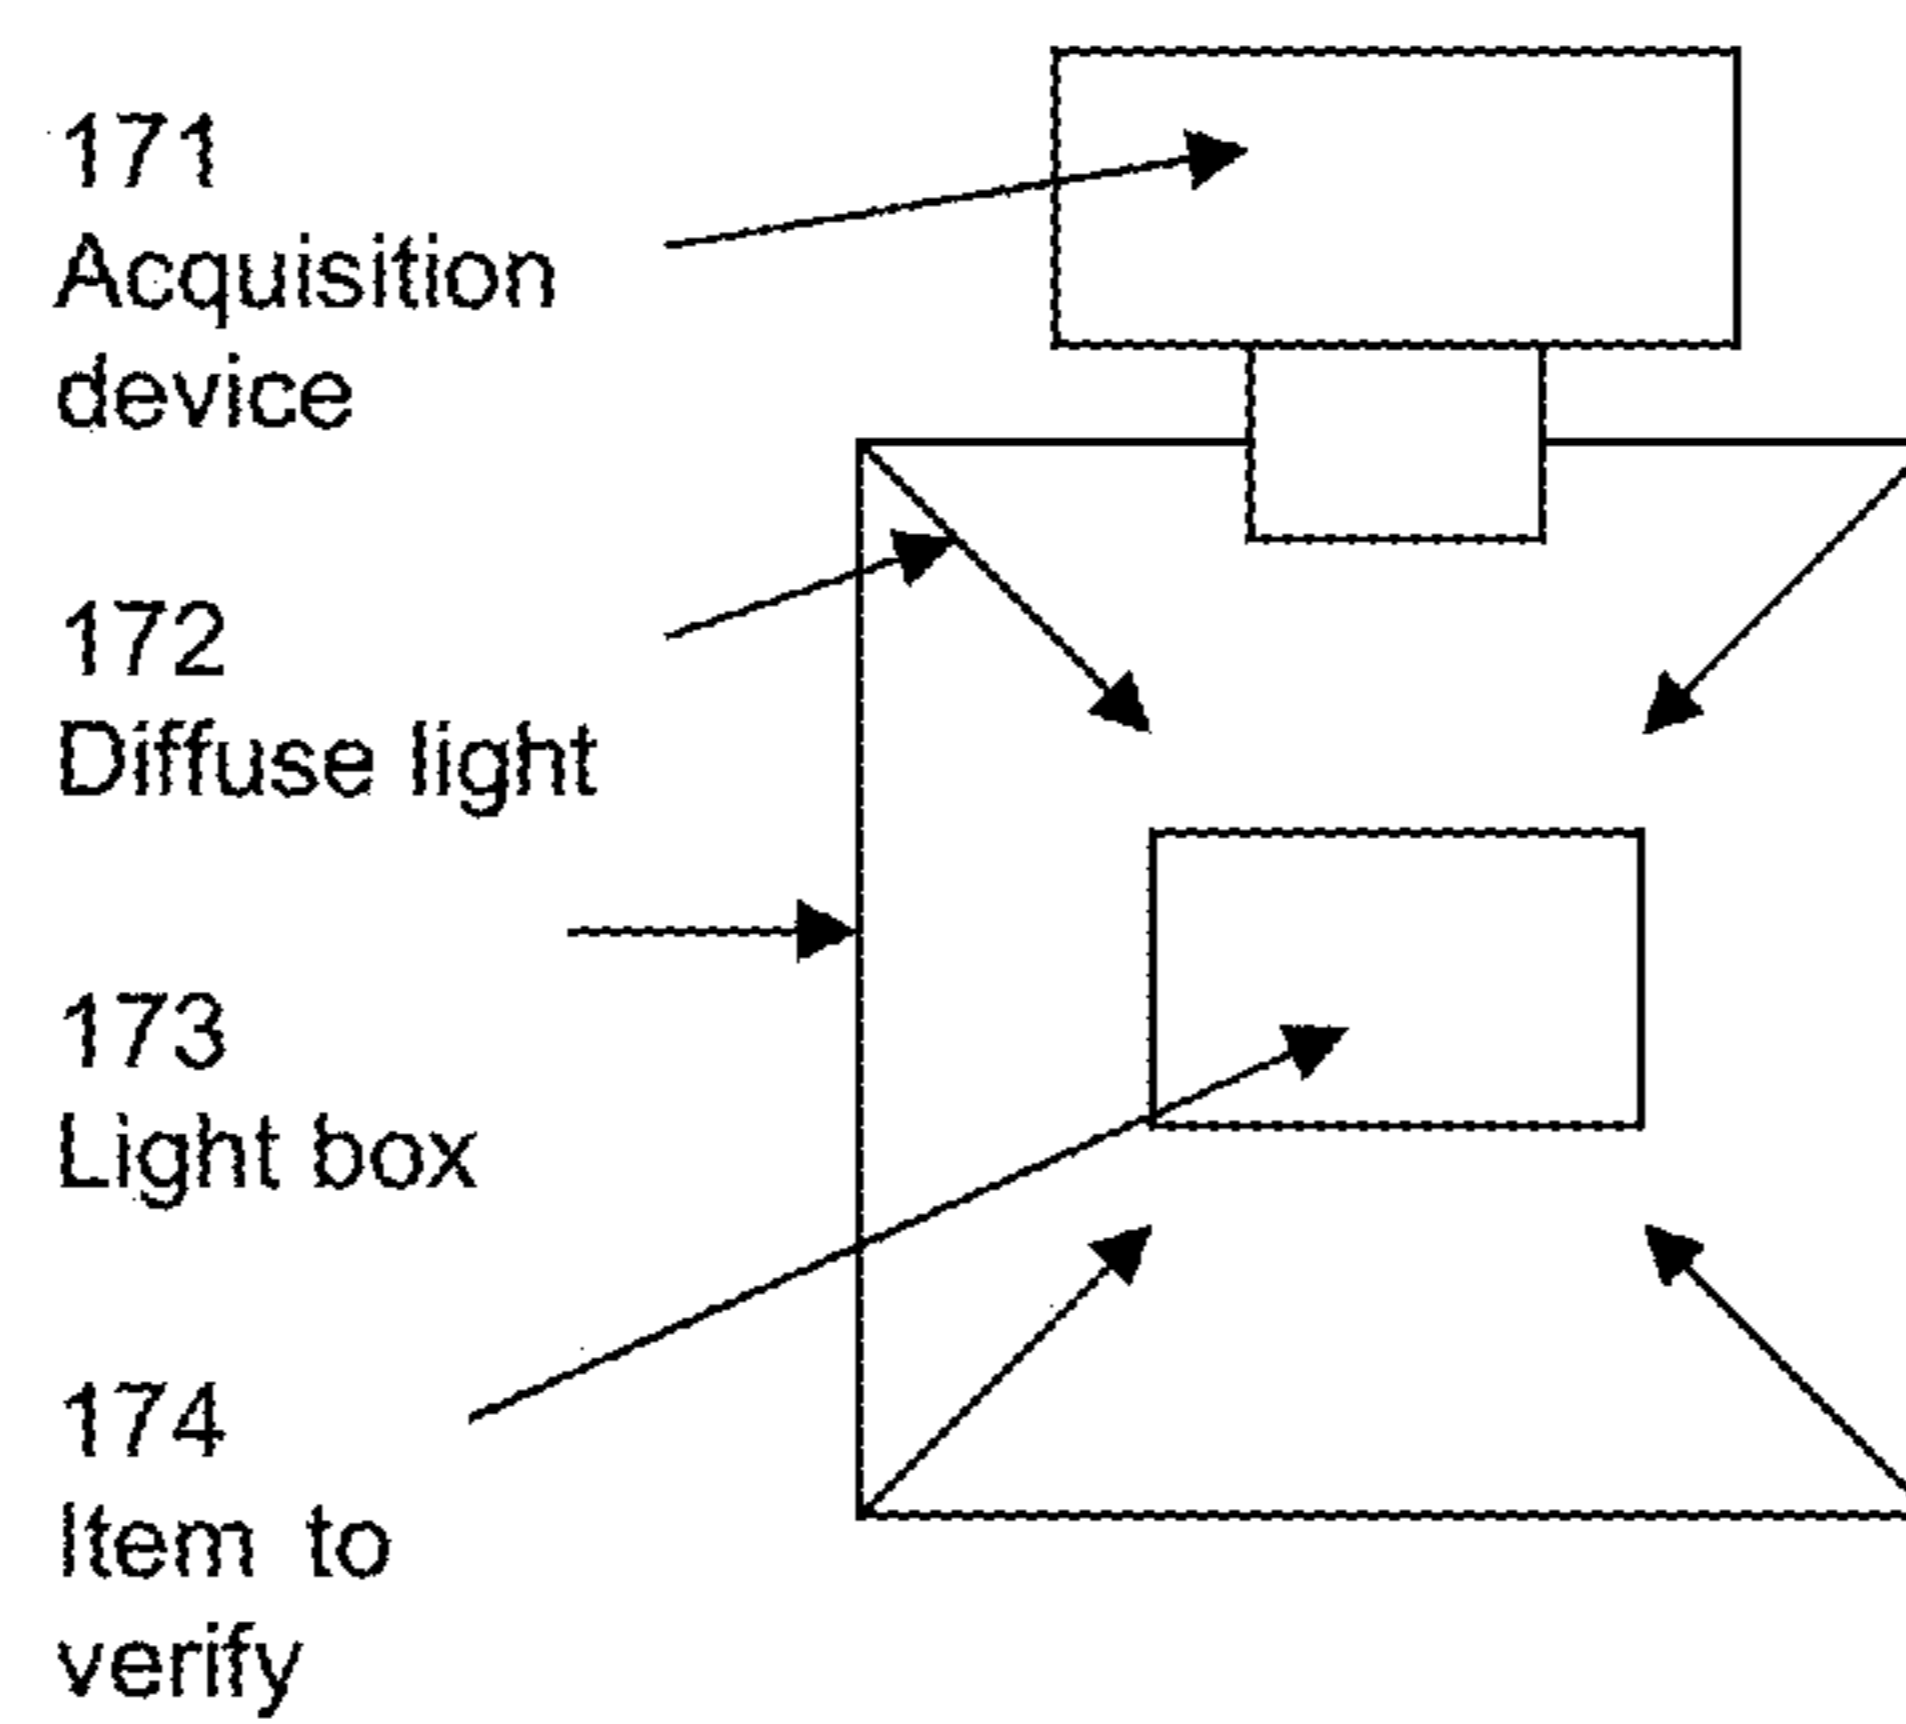 171
Acquisition
device
172
Diffuse light
173
Light box
174
Item to
verify